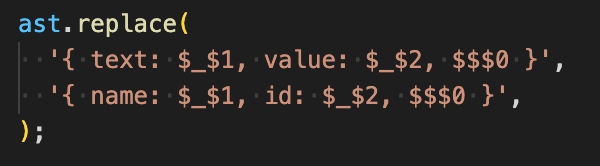 ast.replace(
  '{ text: $_$1, value: $_$2, $$$0 }',
  '{ name: $_$1, id: $_$2, $$$0 }',
);